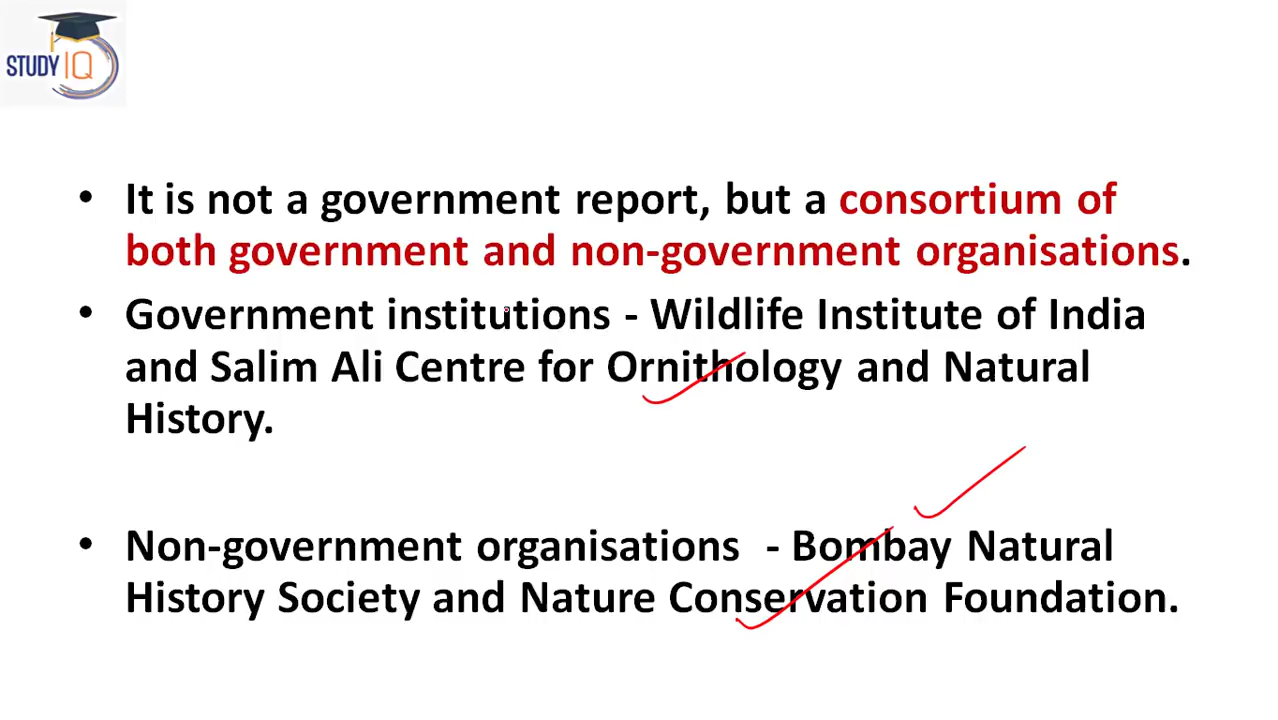 STUDY IQ
• It is not a government report, but a consortium of
both government and non-government organisations.
• Government institutions - Wildlife Institute of India
and Salim Ali Centre for Ornithology and Natural
History.
• Non-government organisations - Bombay Natural
History Society and Nature Conservation Foundation.